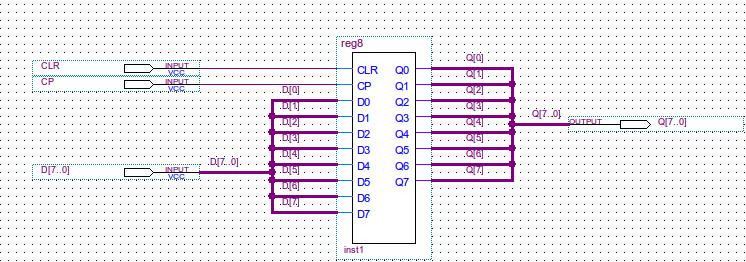 reg8
CLR INPUT VCC
CP INPUT VCC
D[7..0] INPUT VCC
D[7..0]
D[0]
D[1]
D[2]
D[3]
D[4]
D[5]
D[6]
D[7]
CLR
CP
D0
D1
D2
D3
D4
D5
D6
D7
Q0
Q1
Q2
Q3
Q4
Q5
Q6
Q7
Q[0]
Q[1]
Q[2]
Q[3]
Q[4]
Q[5]
Q[6]
Q[7]
Q[7..0]
OUTPUT Q[7..0]
inst1